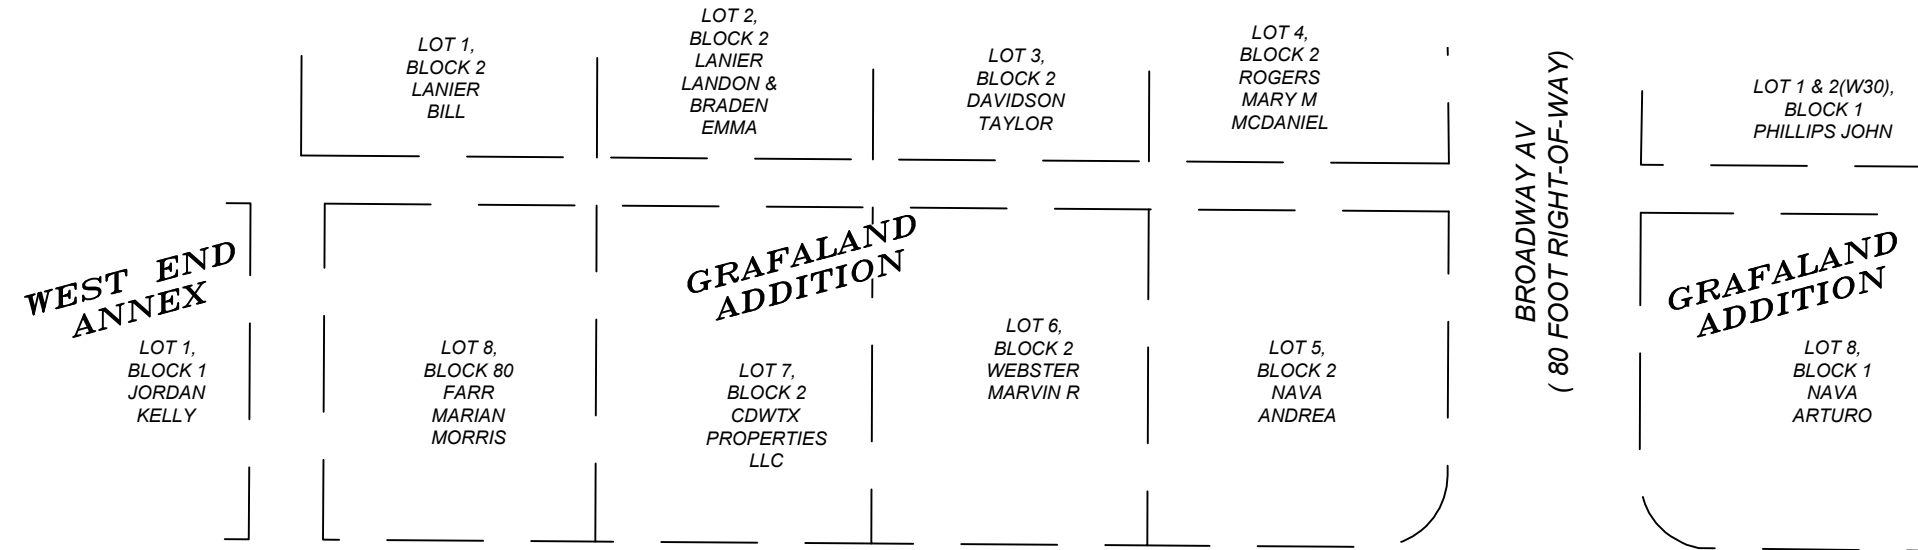 LOT 1,
BLOCK 2
LANIER
BILL
LOT 2,
BLOCK 2
LANIER
LANDON &
BRADEN
EMMA
LOT 3,
BLOCK 2
DAVIDSON
TAYLOR
LOT 4,
BLOCK 2
ROGERS
MARY M
MCDANIEL
BROADWAY AV
( 80 FOOT RIGHT-OF-WAY)
LOT 1 & 2(W30),
BLOCK 1
PHILLIPS JOHN
WEST END
ANNEX
GRAFALAND
ADDITION
GRAFALAND
ADDITION
LOT 1,
BLOCK 1
JORDAN
KELLY
LOT 8,
BLOCK 80
FARR
MARIAN
MORRIS
LOT 7,
BLOCK 2
CDWTX
PROPERTIES
LLC
LOT 6,
BLOCK 2
WEBSTER
MARVIN R
LOT 5,
BLOCK 2
NAVA
ANDREA
LOT 8,
BLOCK 1
NAVA
ARTURO